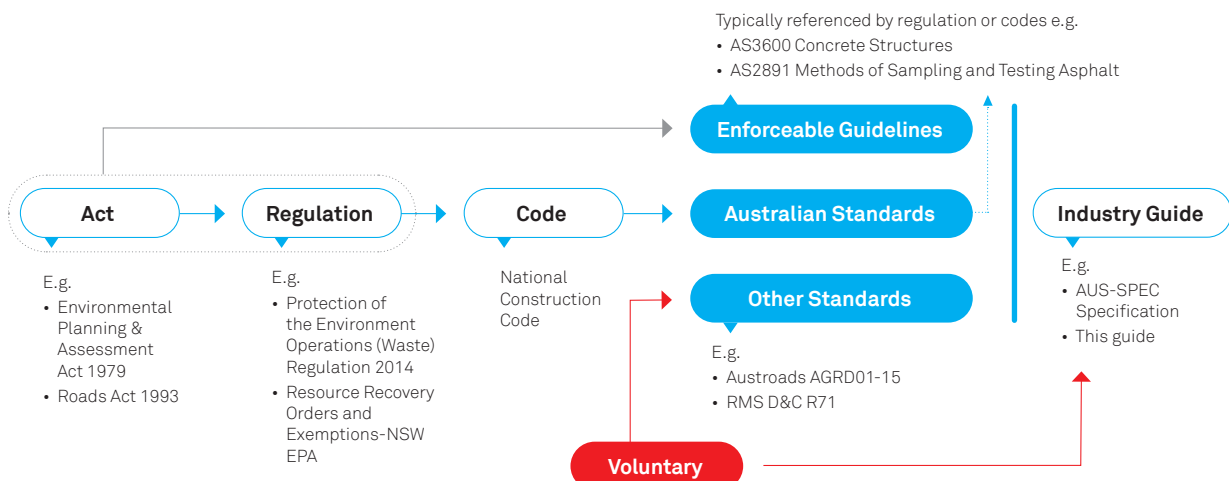 Typically referenced by regulation or codes e.g.
• AS3600 Concrete Structures
• AS2891 Methods of Sampling and Testing Asphalt
Enforceable Guidelines
Act
Regulation
Code
Australian Standards
Industry Guide
E.g.
• Environmental
Planning &
Assessment
Act 1979
• Roads Act 1993
E.g.
• Protection of
the Environment
Operations (Waste)
Regulation 2014
• Resource Recovery
Orders and
Exemptions-NSW
EPA
National
Construction
Code
Other Standards
E.g.
• Austroads AGRD01-15
• RMS D&C R71
E.g.
• AUS-SPEC
Specification
• This guide
Voluntary